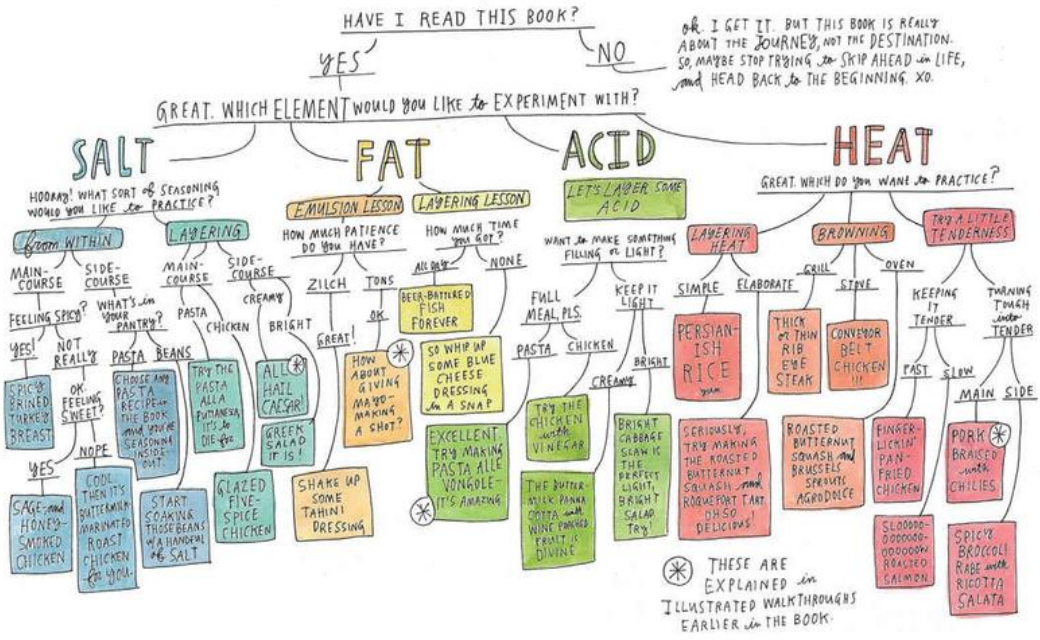 HAVE I READ THIS BOOK?
YES
NO
ok. I GET IT. BUT THIS BOOK IS REALLY
ABOUT THE JOURNEY, NOT THE DESTINATION.
SO, MAYBE STOP TRYING to SKIP AHEAD in LIFE,
and HEAD BACK to THE BEGINNING. XO.
GREAT. WHICH ELEMENT WOULD YOU LIKE to EXPERIMENT WITH?
SALT
HOORAY! WHAT SORT of SEASONING
WOULD YOU LIKE to PRACTICE?
from WITHIN
MAIN-
COURSE
FEELING SPICY?
YES!
SPICY
BRINED
TURKEY
BREAST
NOT
REALLY
OK.
FEELING
SWEET?
YES
SAGE-and
HONEY-
SMOKED
CHICKEN
NOPE
COOL.
THEN IT'S
BUTTERMILK-
MARINATED
ROAST
CHICKEN
for YOU.
SIDE-
COURSE
WHAT'S in
YOUR
PANTRY?
PASTA
CHOOSE ANY
PASTA
RECIPE in
THE BOOK
and YOU'RE
SEASONING
INSIDE
OUT.
BEANS
START
SOAKING
THOSE BEANS
W/A HANDFUL
of SALT
LAYERING
MAIN-
COURSE
PASTA
TRY THE
PASTA
ALLA
PUTTANESCA,
IT'S to
DIE for
CHICKEN
GLAZED
FIVE-
SPICE
CHICKEN
SIDE-
COURSE
CREAMY
ALL
HAIL
CAESAR!
BRIGHT
GREEK
SALAD
IT IS!
FAT
EMULSION LESSON
HOW MUCH PATIENCE
DO YOU HAVE?
ZILCH
GREAT!
SHAKE UP
SOME
TAHINI
DRESSING
TONS
OK
HOW
ABOUT
GIVING
MAYO-
MAKING
A SHOT?
LAYERING LESSON
HOW MUCH TIME
YOU GOT?
ALL DAY
BEER-BATTERED
FISH
FOREVER
NONE
SO WHIP UP
SOME BLUE
CHEESE
DRESSING
in A SNAP
ACID
LET'S LAYER SOME
ACID
WANT to MAKE SOMETHING
FILLING or LIGHT?
FULL
MEAL, PLS.
PASTA
EXCELLENT.
TRY MAKING
PASTA ALLE
VONGOLE-
IT'S AMAZING
CHICKEN
TRY THE
CHICKEN
with
VINEGAR
KEEP IT
LIGHT
CREAMY
THE BUTTER-
MILK PANNA
COTTA with
WINE POACHED
FRUIT is
DIVINE
BRIGHT
BRIGHT
CABBAGE
SLAW IS
THE
PERFECT
LIGHT,
BRIGHT
SALAD.
TRY!
HEAT
GREAT. WHICH DO YOU WANT to PRACTICE?
LAYERING
HEAT
SIMPLE
PERSIAN-
ISH
RICE
yum
ELABORATE
SERIOUSLY,
TRY MAKING
THE ROASTED
BUTTERNUT
SQUASH and
ROQUEFORT TART.
OH SO
DELICIOUS!
BROWNING
GRILL
THICK
or THIN
RIB
EYE
STEAK
STOVE
CONVEYOR
BELT
CHICKEN
!!!
OVEN
ROASTED
BUTTERNUT
SQUASH and
BRUSSELS
SPROUTS
AGRODOLCE
TRY A LITTLE
TENDERNESS
KEEPING
IT
TENDER
FAST
FINGER-
LICKIN'
PAN-
FRIED
CHICKEN
SLOW
SLOOOOO-
OOOOOOO-
OOOOOOW
ROASTED
SALMON
TURNING
TOUGH
into
TENDER
MAIN
PORK
BRAISED
with
CHILIES
SIDE
SPICY
BROCCOLI
RABE with
RICOTTA
SALATA
THESE ARE
EXPLAINED in
ILLUSTRATED WALKTHROUGHS
EARLIER in THE BOOK.